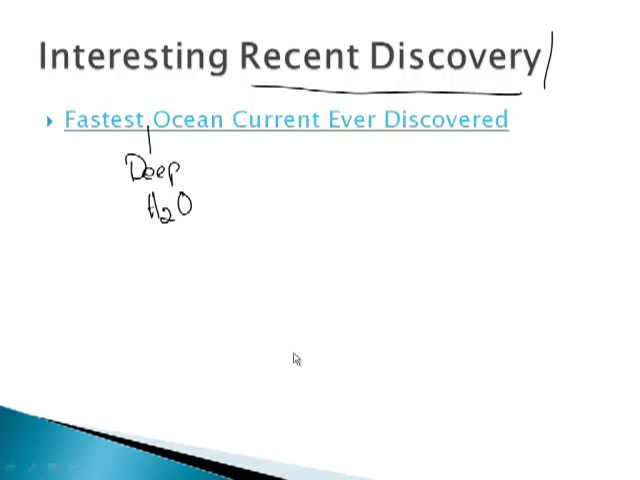 Interesting Recent Discovery
Fastest Ocean Current Ever Discovered
Deep
H2O